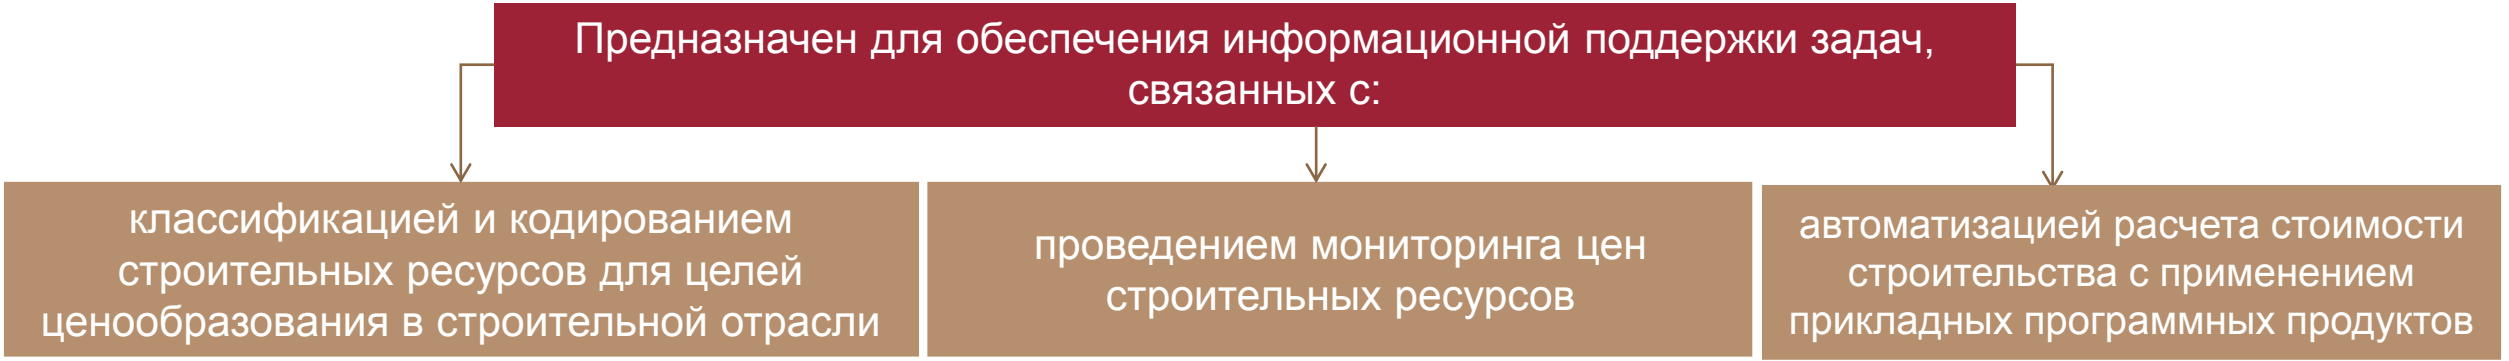 Предназначен для обеспечения информационной поддержки задач,
связанных с:
классификацией и кодированием
строительных ресурсов для целей
ценообразования в строительной отрасли
проведением мониторинга цен
строительных ресурсов
автоматизацией расчета стоимости
строительства с применением
прикладных программных продуктов